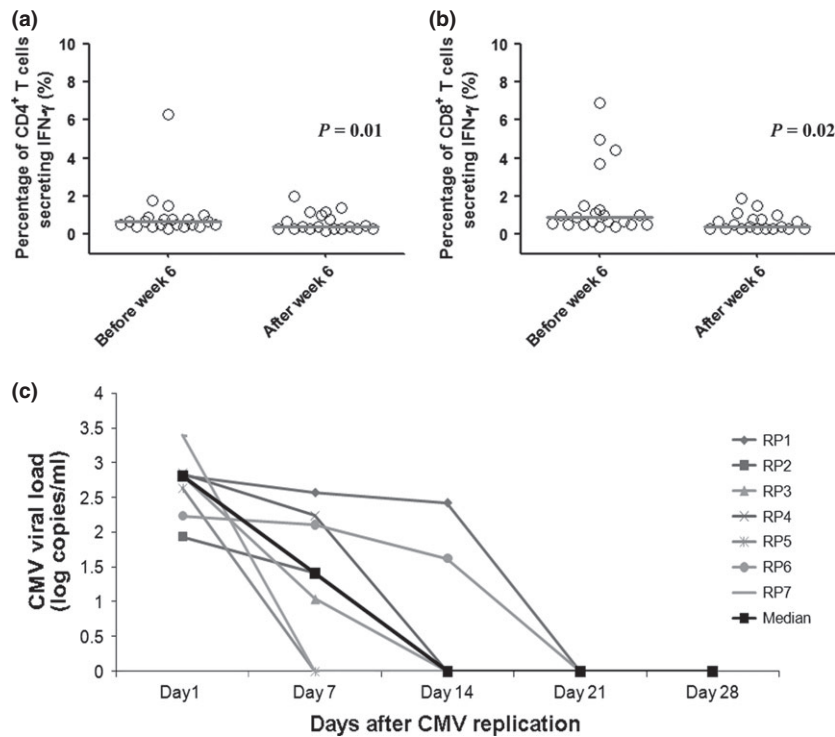 (a)
Percentage of CD4+ T cells
secreting IFN-γ (%)
10
8
6
4
2
0
P = 0.01
Before week 6
After week 6
(b)
Percentage of CD8+ T cells
secreting IFN-γ (%)
10
8
6
4
2
0
P = 0.02
Before week 6
After week 6
(c)
CMV viral load
(log copies/ml)
4
3.5
3
2.5
2
1.5
1
0.5
0
Day1
Day 7
Day 14
Day 21
Day 28
Days after CMV replication
RP1
RP2
RP3
RP4
RP5
RP6
RP7
Median